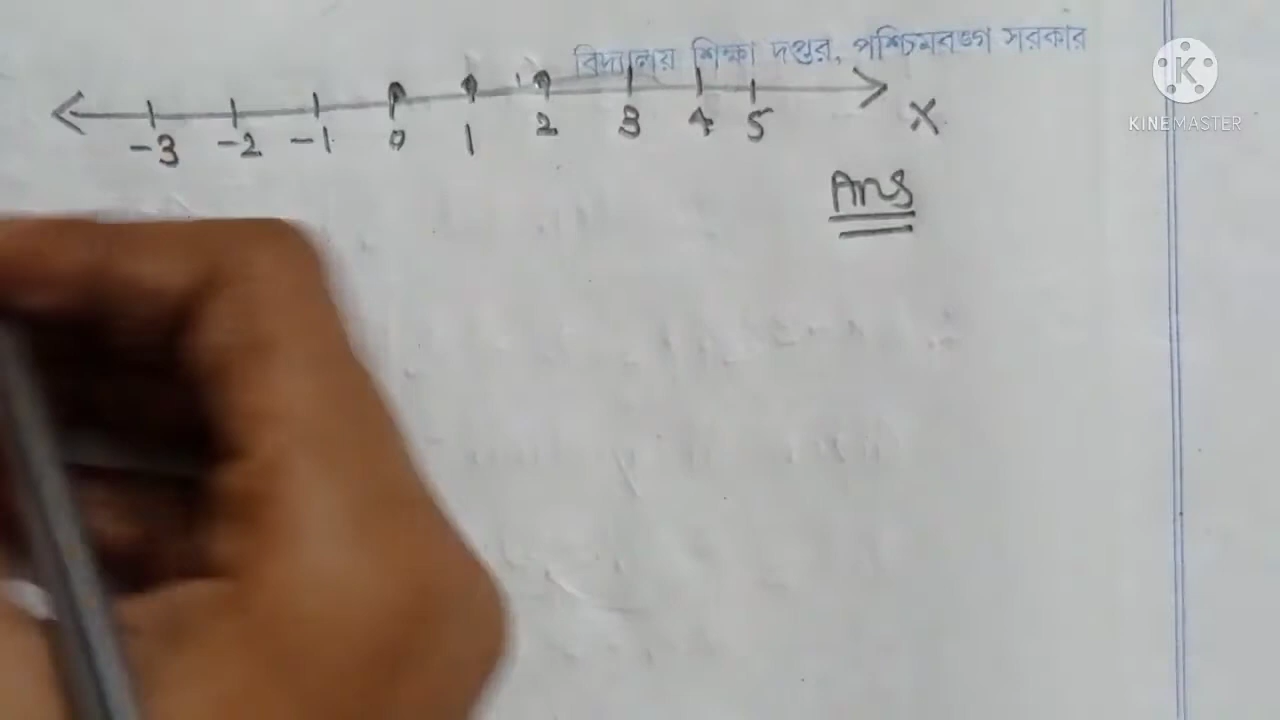 বিদ্যালয় শিক্ষা দপ্তর, পশ্চিমবঙ্গ সরকার
K
KINEMASTER
-3 -2 -1 0 1 2 3 4 5 X
Ans